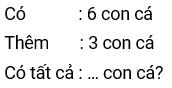 Có : 6 con cá
Thêm : 3 con cá
Có tất cả : ... con cá?